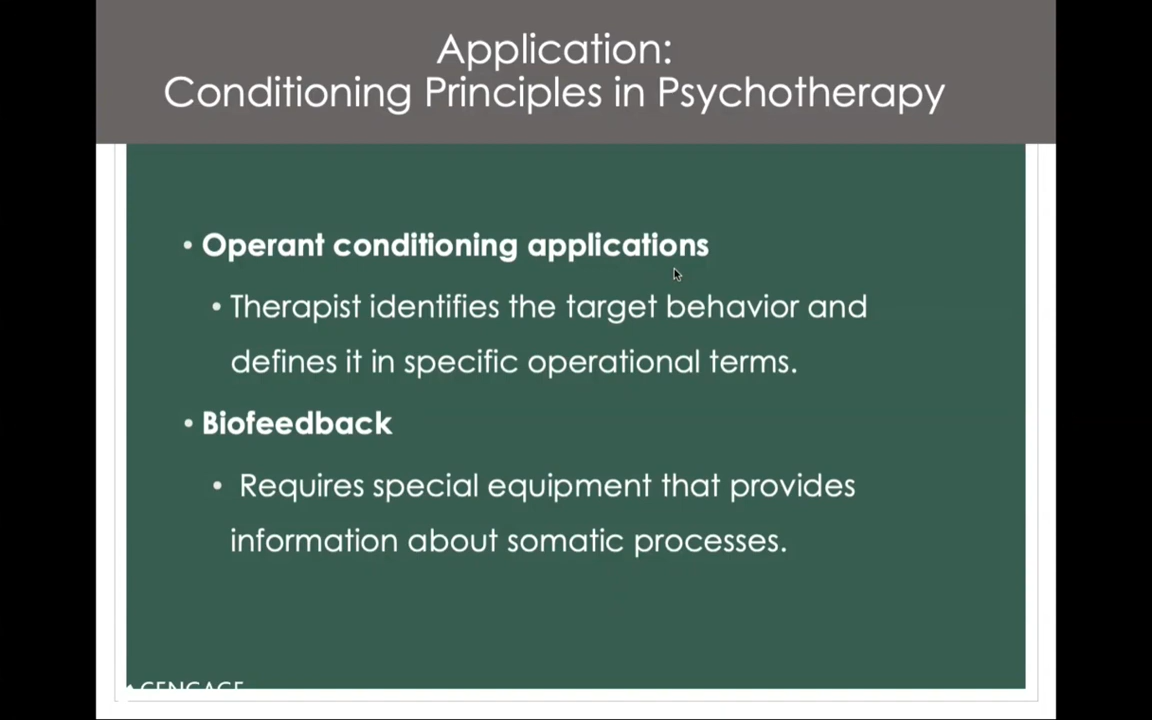 Application:
Conditioning Principles in Psychotherapy
• Operant conditioning applications
• Therapist identifies the target behavior and
defines it in specific operational terms.
• Biofeedback
• Requires special equipment that provides
information about somatic processes.
CENGAGE